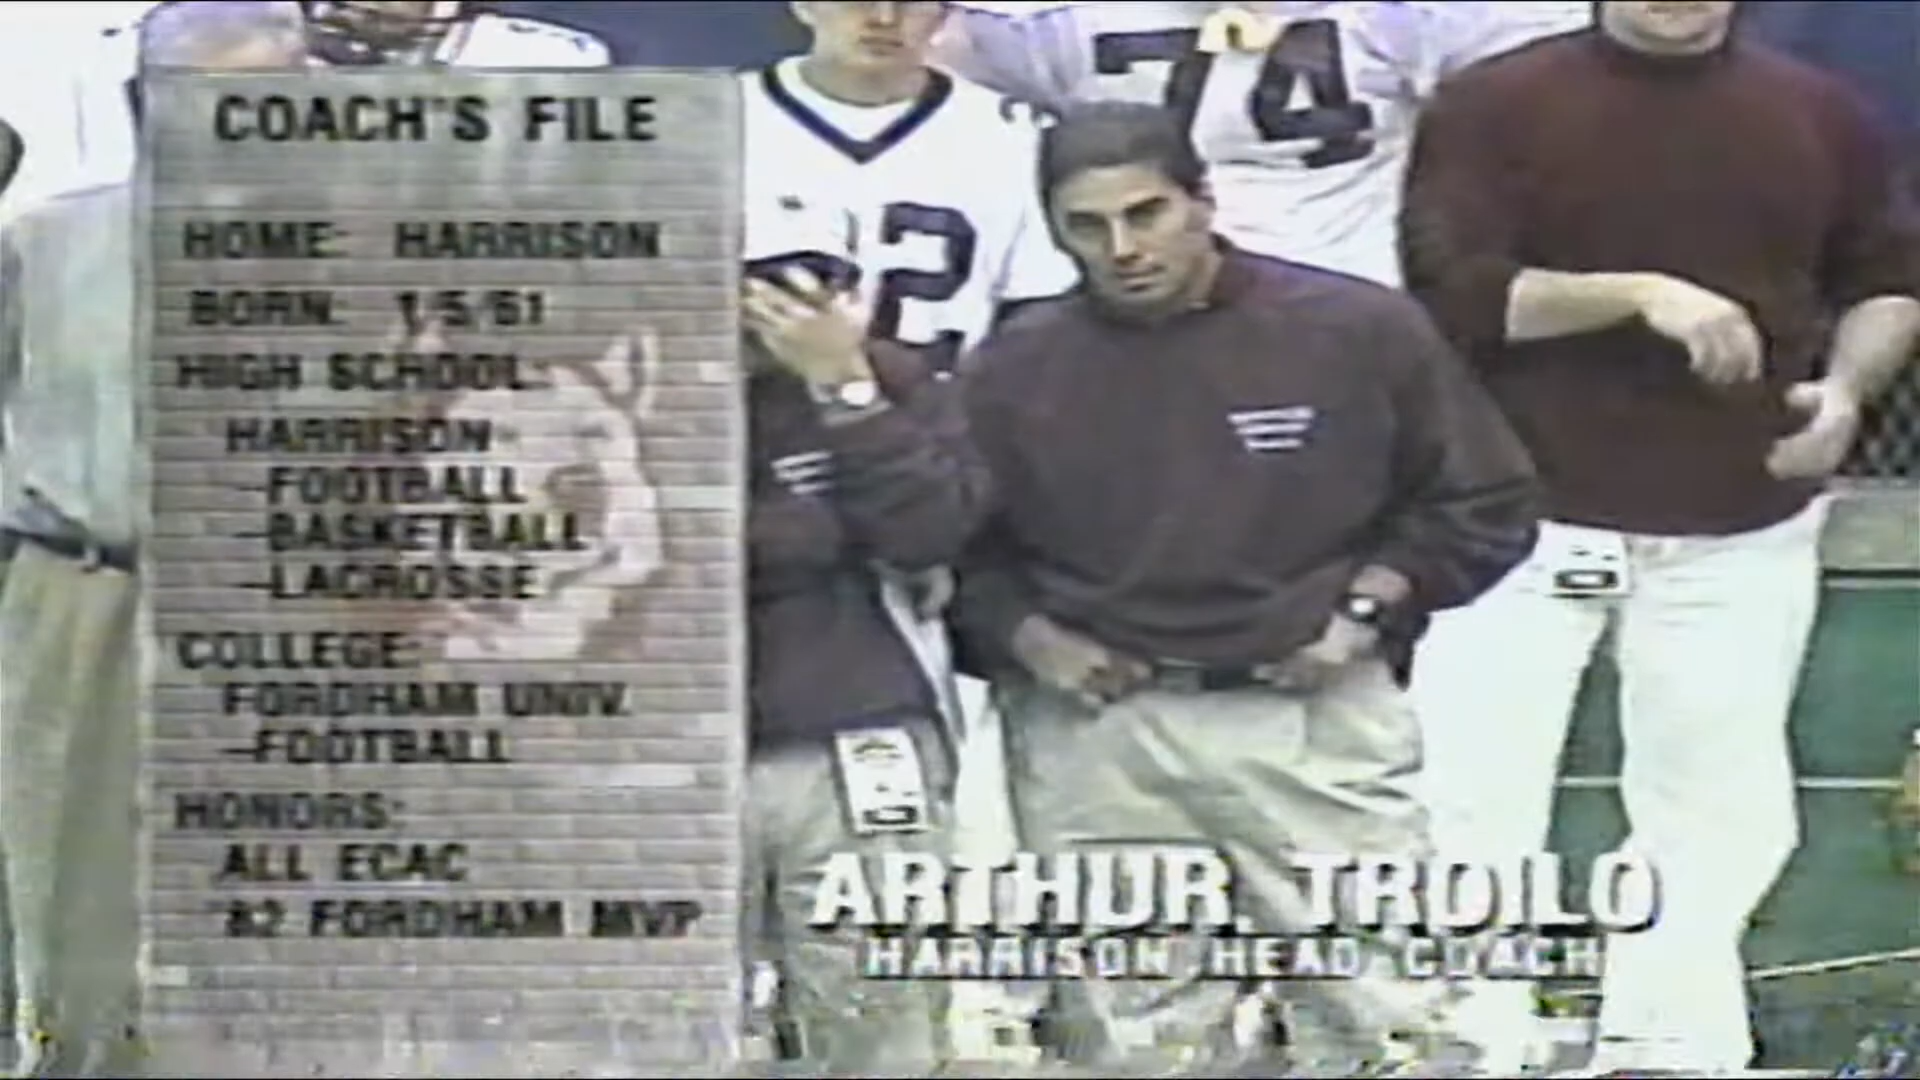 COACH'S FILE
HOME: HARRISON
BORN: 1/5/61
HIGH SCHOOL:
HARRISON
-FOOTBALL
-BASKETBALL
-LACROSSE
COLLEGE:
FORDHAM UNIV.
-FOOTBALL
HONORS:
ALL ECAC
'82 FORDHAM MVP
74
2
ARTHUR TROILO
HARRISON HEAD COACH